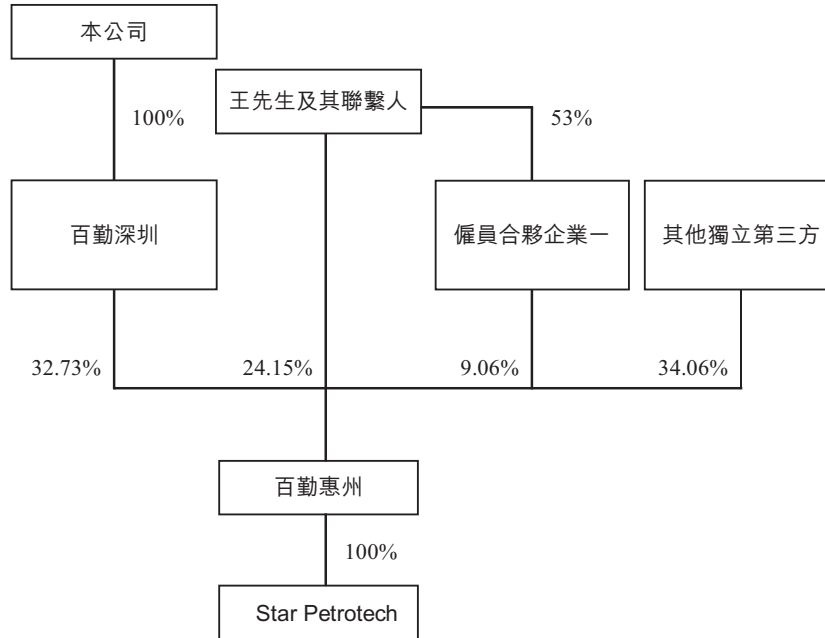 本公司
王先生及其聯繫人
100%
53%
百勤深圳
僱員合夥企業一
其他獨立第三方
32.73%
24.15%
9.06%
34.06%
百勤惠州
100%
Star Petrotech